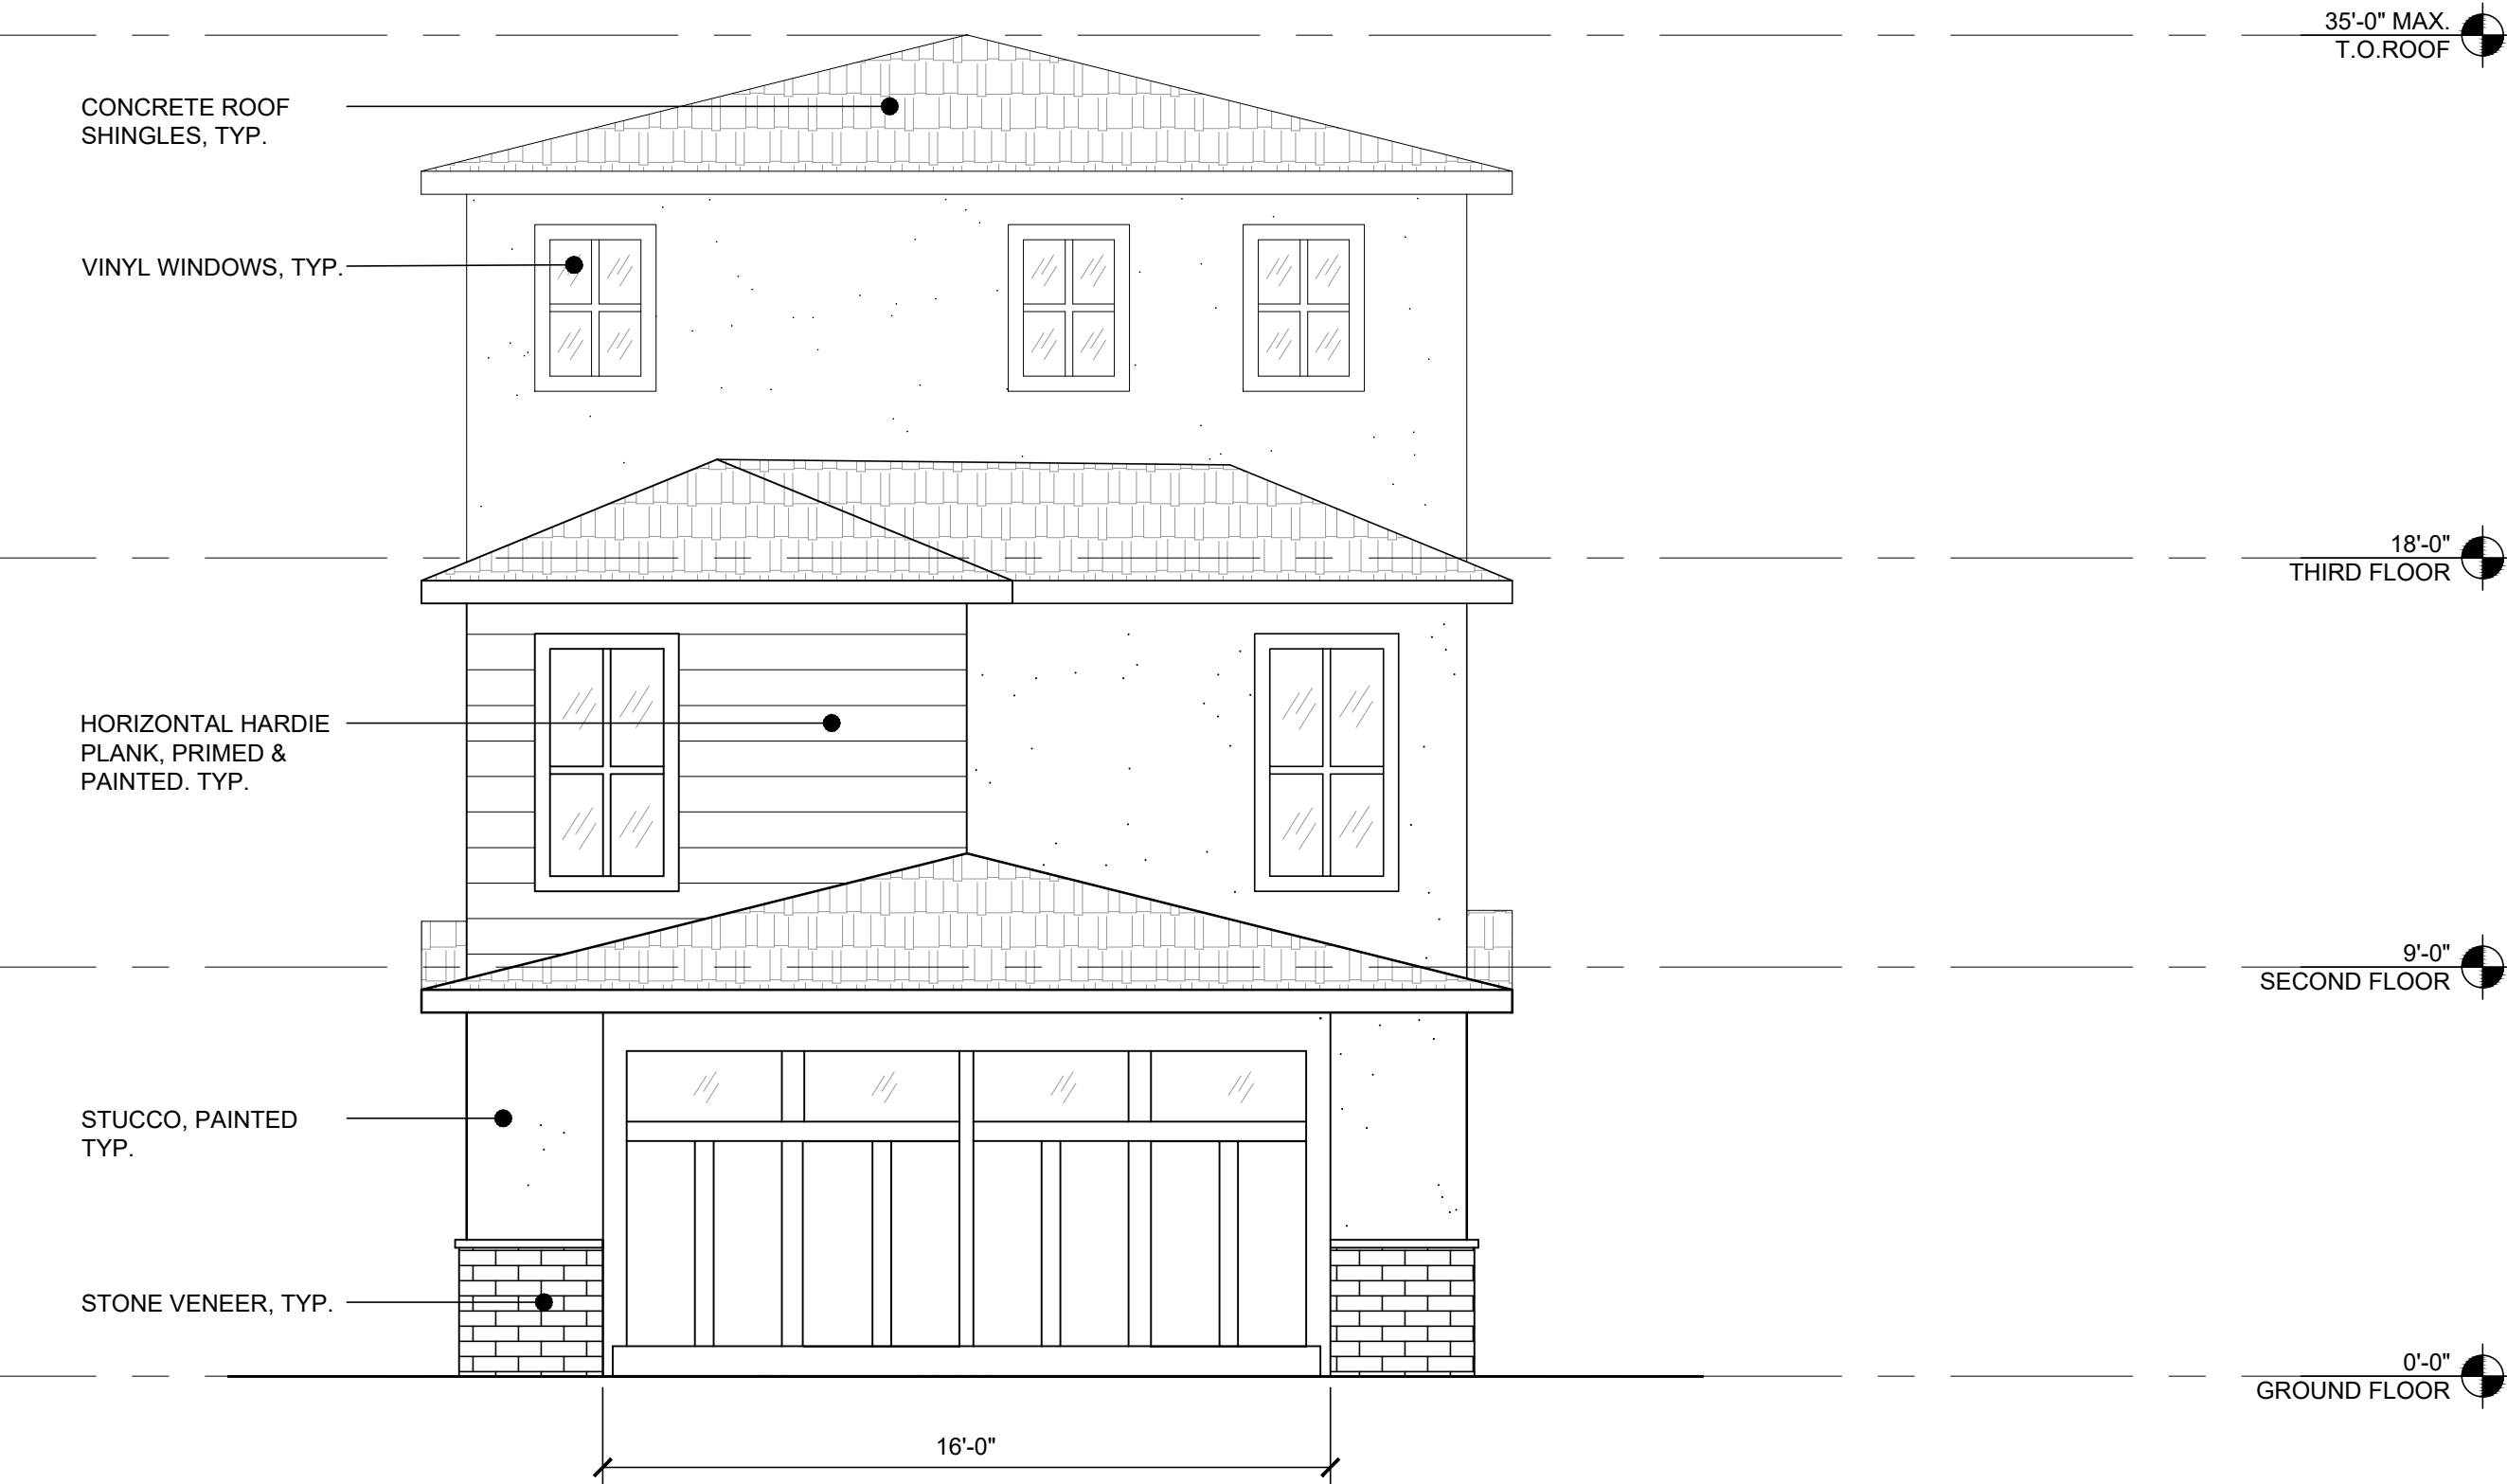 35'-0" MAX.
T.O.ROOF
CONCRETE ROOF
SHINGLES, TYP.
VINYL WINDOWS, TYP.
18'-0"
THIRD FLOOR
HORIZONTAL HARDIE
PLANK, PRIMED &
PAINTED. TYP.
9'-0"
SECOND FLOOR
STUCCO, PAINTED
TYP.
STONE VENEER, TYP.
0'-0"
GROUND FLOOR
16'-0"